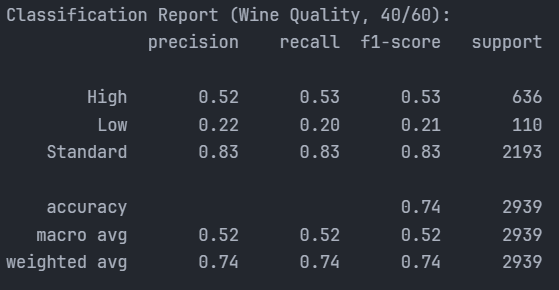 Classification Report (Wine Quality, 40/60):
precision recall f1-score support
High 0.52 0.53 0.53 636
Low 0.22 0.20 0.21 110
Standard 0.83 0.83 0.83 2193
accuracy 0.74 2939
macro avg 0.52 0.52 0.52 2939
weighted avg 0.74 0.74 0.74 2939